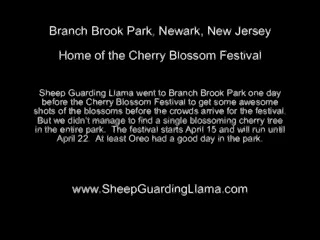 Branch Brook Park, Newark, New Jersey
Home of the Cherry Blossom Festival
Sheep Guarding Llama went to Branch Brook Park one day
before the Cherry Blossom Festival to get some awesome
shots of the blossoms before the crowds arrive for the festival.
But we didn't manage to find a single blossoming cherry tree
in the entire park. The festival starts April 15 and will run until
April 22. At least Oreo had a good day in the park.
www.SheepGuardingLlama.com